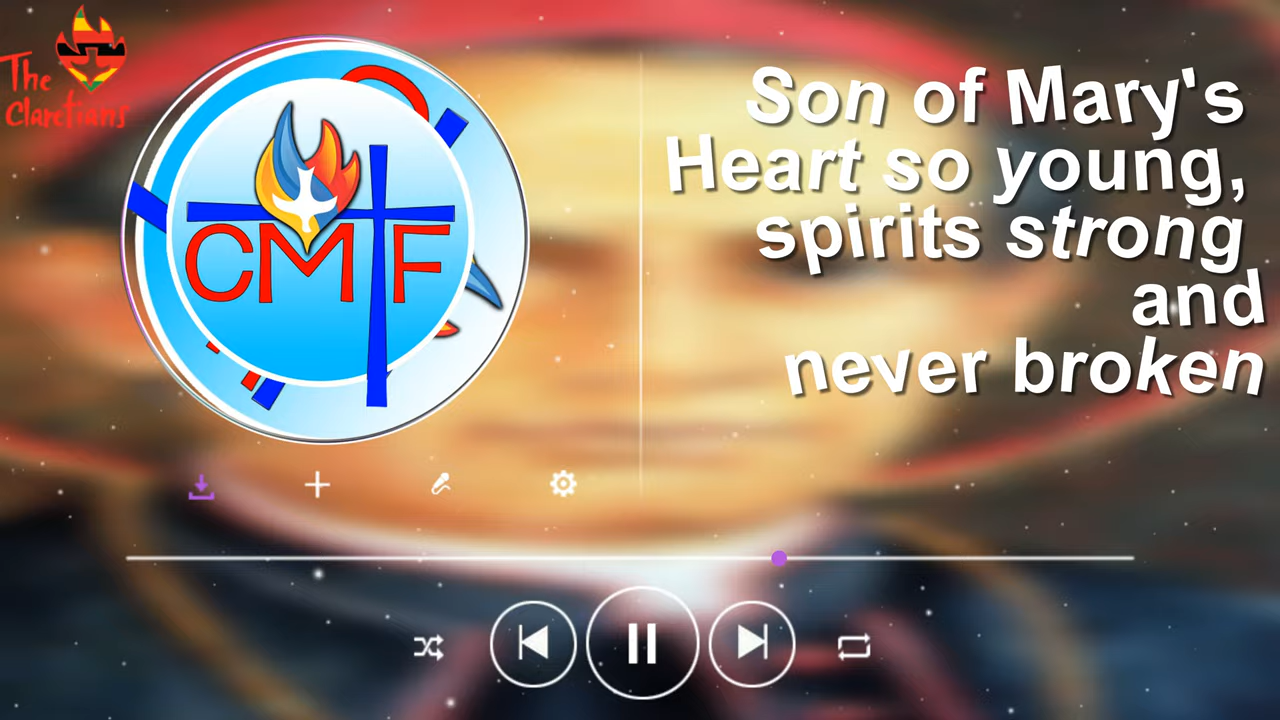 The
Claretians
CMF
Son of Mary's
Heart so young,
spirits strong
and
never broken